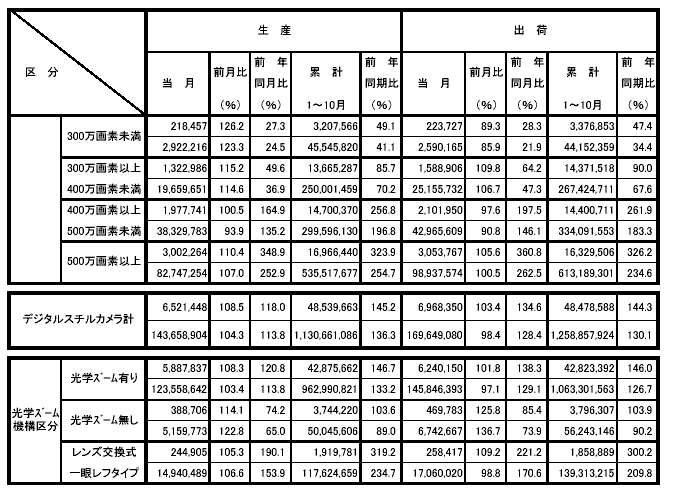 生　産　出　荷
区　分　当　月　前月比　前　年　累　計　前　年　当　月　前月比　前　年　累　計　前　年
同月比　同期比　同月比　同期比
（%）　（%）　1～10月　（%）　（%）　（%）　1～10月　（%）
300万画素未満　218,457　126.2　27.3　3,207,566　49.1　223,727　89.3　28.3　3,376,853　47.4
2,922,216　123.3　24.5　45,545,820　41.1　2,590,165　85.9　21.9　44,152,359　34.4
300万画素以上　1,322,986　115.2　49.6　13,665,287　85.7　1,588,906　109.8　64.2　14,371,518　90.0
400万画素未満　19,659,651　114.6　36.9　250,001,459　70.2　25,155,732　106.7　47.3　267,424,711　67.6
400万画素以上　1,977,741　100.5　164.9　14,700,370　256.8　2,101,950　97.6　197.5　14,400,711　261.9
500万画素未満　38,329,783　93.9　135.2　299,596,130　196.8　42,965,609　90.8　146.1　334,091,553　183.3
500万画素以上　3,002,264　110.4　348.9　16,966,440　323.9　3,053,767　105.6　360.8　16,329,506　326.2
82,747,254　107.0　252.9　535,517,677　254.7　98,937,574　100.5　262.5　613,189,301　234.6
デジタルスチルカメラ計　6,521,448　108.5　118.0　48,539,663　145.2　6,968,350　103.4　134.6　48,478,588　144.3
143,658,904　104.3　113.8　1,130,661,086　136.3　169,649,080　98.4　128.4　1,258,857,924　130.1
光学ズーム機構区分
光学ズーム有り　5,887,837　108.3　120.8　42,875,662　146.7　6,240,150　101.8　138.3　42,823,392　146.0
123,558,642　103.4　113.8　962,990,821　133.2　145,846,393　97.1　129.1　1,063,301,563　126.7
光学ズーム無し　388,706　114.1　74.2　3,744,220　103.6　469,783　125.8　85.4　3,796,307　103.9
5,159,773　122.8　65.0　50,045,606　89.0　6,742,667　136.7　73.9　56,243,146　90.2
レンズ交換式　244,905　105.3　190.1　1,919,781　319.2　258,417　109.2　221.2　1,858,889　300.2
一眼レフタイプ　14,940,489　106.6　153.9　117,624,659　234.7　17,060,020　98.8　170.6　139,313,215　209.8